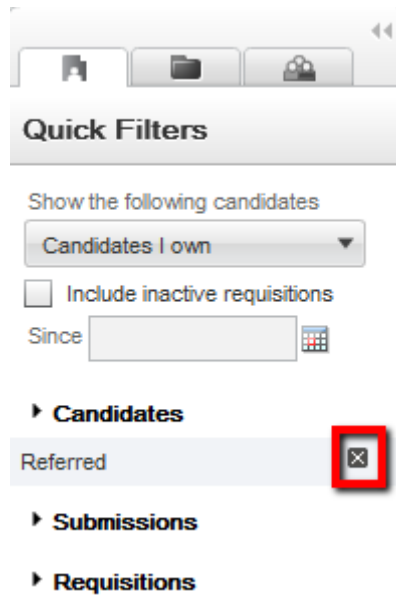 Quick Filters
Show the following candidates
Candidates I own
Include inactive requisitions
Since
Candidates
Referred
Submissions
Requisitions